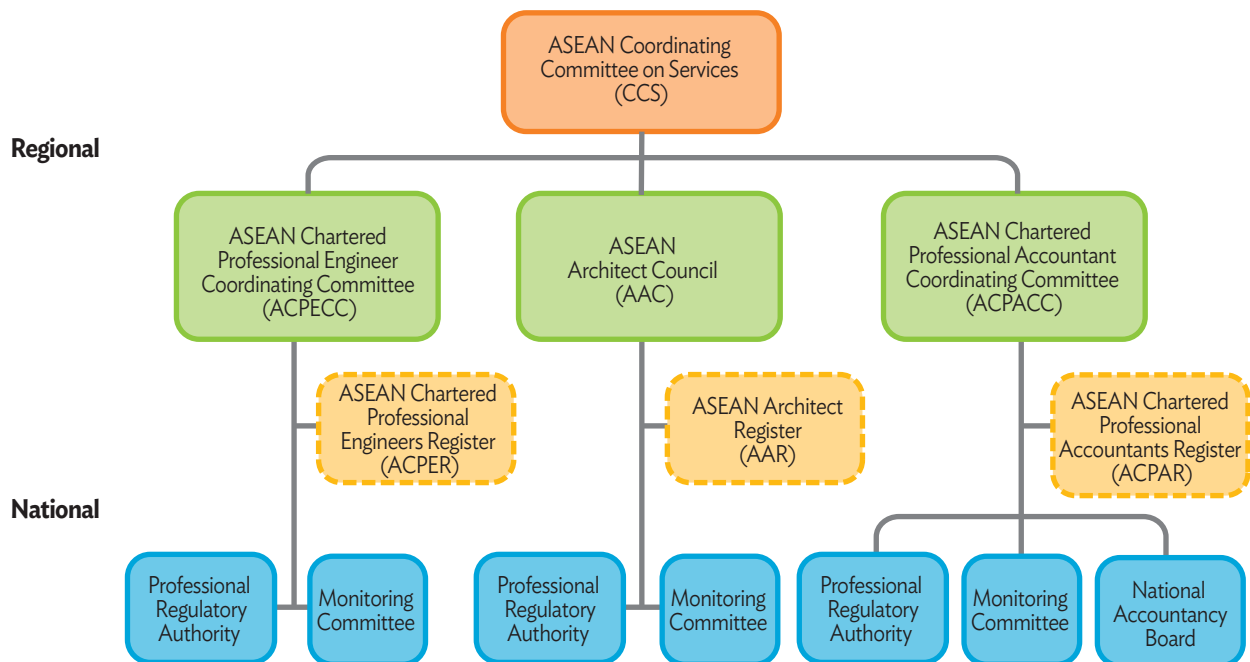 ASEAN Coordinating
Committee on Services
(CCS)
Regional
ASEAN Chartered
Professional Engineer
Coordinating Committee
(ACPECC)
ASEAN
Architect Council
(AAC)
ASEAN Chartered
Professional Accountant
Coordinating Committee
(ACPACC)
ASEAN Chartered
Professional
Engineers Register
(ACPER)
ASEAN Architect
Register
(AAR)
ASEAN Chartered
Professional
Accountants Register
(ACPAR)
National
Professional
Regulatory
Authority
Monitoring
Committee
Professional
Regulatory
Authority
Monitoring
Committee
Professional
Regulatory
Authority
Monitoring
Committee
National
Accountancy
Board